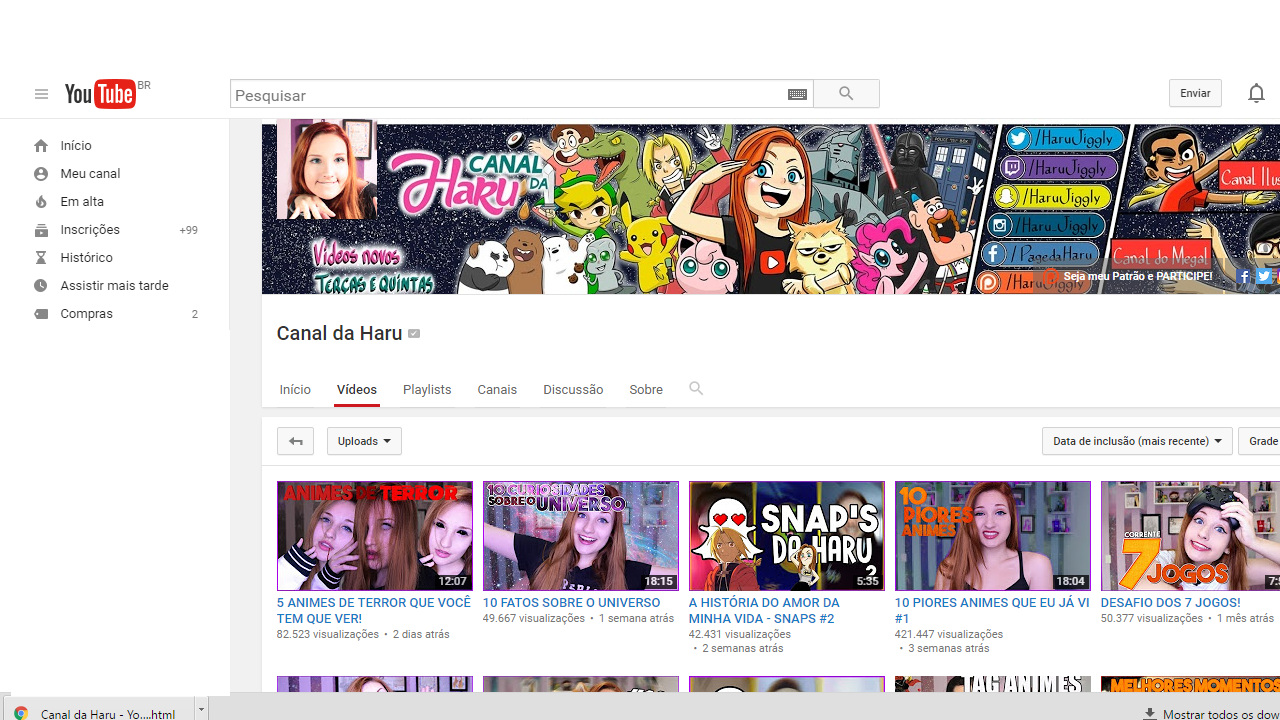 YouTube BR
Pesquisar
Enviar
Início
Meu canal
Em alta
Inscrições +99
Histórico
Assistir mais tarde
Compras 2
CANAL
DA
Haru
Vídeos novos
TERÇAS E QUINTAS
/HaruJiggly
/HaruJiggly
/HaruJiggly
/Haru_Jiggly
/PagedaHaru
/HaruJiggly
Canal Ilus
Canal do Megal
Seja meu Patrão e PARTICIPE!
Canal da Haru
Início Vídeos Playlists Canais Discussão Sobre
Uploads
Data de inclusão (mais recente)
Grade
ANIMES DE TERROR
12:07
5 ANIMES DE TERROR QUE VOCÊ
TEM QUE VER!
82.523 visualizações • 2 dias atrás
10 CURIOSIDADES
SOBRE O UNIVERSO
18:15
10 FATOS SOBRE O UNIVERSO
49.667 visualizações • 1 semana atrás
SNAP'S
DA HARU
2
5:35
A HISTÓRIA DO AMOR DA
MINHA VIDA - SNAPS #2
42.431 visualizações
• 2 semanas atrás
10
PIORES
ANIMES
18:04
10 PIORES ANIMES QUE EU JÁ VI
#1
421.447 visualizações
• 3 semanas atrás
CORRENTE
7
JOGOS
DESAFIO DOS 7 JOGOS!
50.377 visualizações • 1 mês atrás
TAG ANIMES
MELHORES MOMENTOS
Canal da Haru - Yo....html
Mostrar todos os dow